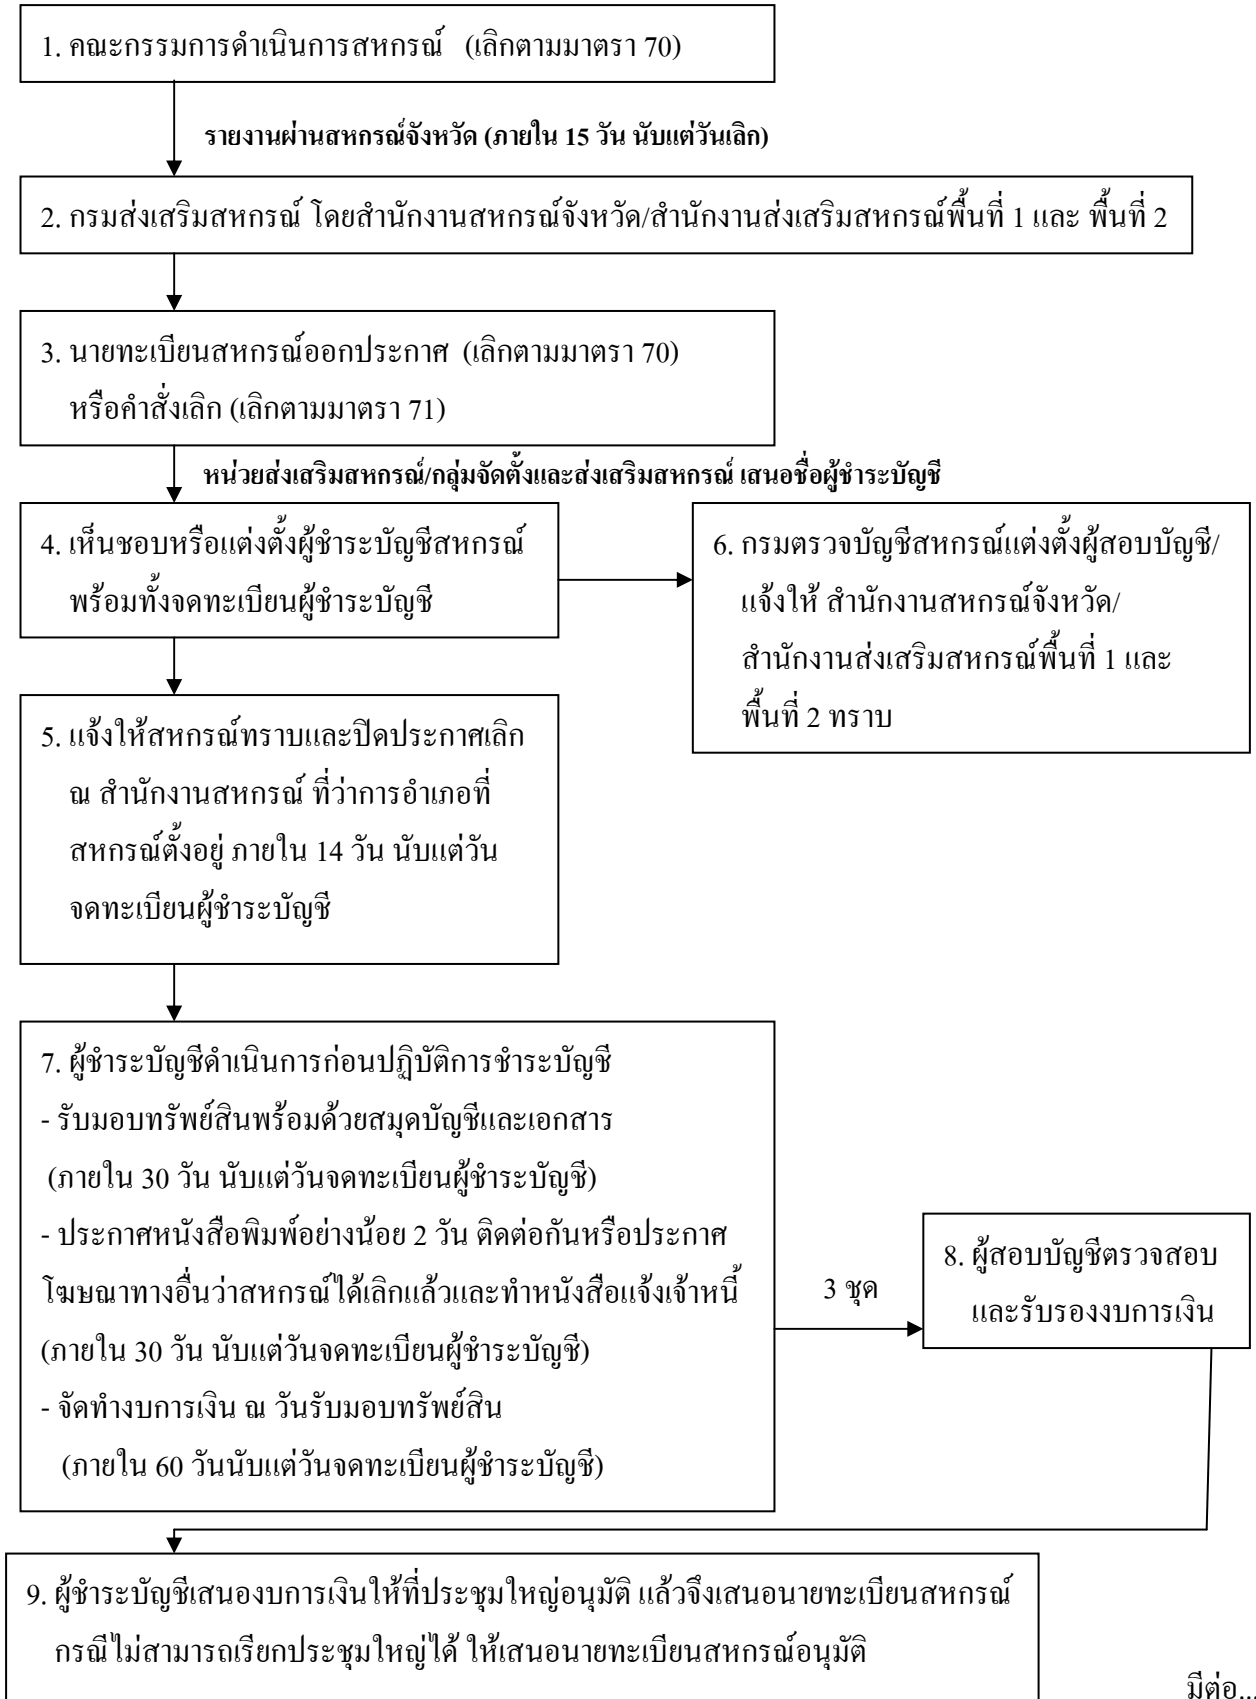 1. คณะกรรมการดำเนินการสหกรณ์ (เลิกตามมาตรา 70)
รายงานผ่านสหกรณ์จังหวัด (ภายใน 15 วัน นับแต่วันเลิก)
2. กรมส่งเสริมสหกรณ์ โดยสำนักงานสหกรณ์จังหวัด/สำนักงานส่งเสริมสหกรณ์พื้นที่ 1 และ พื้นที่ 2
3. นายทะเบียนสหกรณ์ออกประกาศ (เลิกตามมาตรา 70)
หรือคำสั่งเลิก (เลิกตามมาตรา 71)
หน่วยส่งเสริมสหกรณ์/กลุ่มจัดตั้งและส่งเสริมสหกรณ์ เสนอชื่อผู้ชำระบัญชี
4. เห็นชอบหรือแต่งตั้งผู้ชำระบัญชีสหกรณ์
พร้อมทั้งจดทะเบียนผู้ชำระบัญชี
6. กรมตรวจบัญชีสหกรณ์แต่งตั้งผู้สอบบัญชี/
แจ้งให้ สำนักงานสหกรณ์จังหวัด/
สำนักงานส่งเสริมสหกรณ์พื้นที่ 1 และ
พื้นที่ 2 ทราบ
5. แจ้งให้สหกรณ์ทราบและปิดประกาศเลิก
ณ สำนักงานสหกรณ์ ที่ว่าการอำเภอที่
สหกรณ์ตั้งอยู่ ภายใน 14 วัน นับแต่วัน
จดทะเบียนผู้ชำระบัญชี
7. ผู้ชำระบัญชีดำเนินการก่อนปฏิบัติการชำระบัญชี
- รับมอบทรัพย์สินพร้อมด้วยสมุดบัญชีและเอกสาร
(ภายใน 30 วัน นับแต่วันจดทะเบียนผู้ชำระบัญชี)
- ประกาศหนังสือพิมพ์อย่างน้อย 2 วัน ติดต่อกันหรือประกาศ
โฆษณาทางอื่นว่าสหกรณ์ได้เลิกแล้วและทำหนังสือแจ้งเจ้าหนี้
(ภายใน 30 วัน นับแต่วันจดทะเบียนผู้ชำระบัญชี)
- จัดทำงบการเงิน ณ วันรับมอบทรัพย์สิน
(ภายใน 60 วันนับแต่วันจดทะเบียนผู้ชำระบัญชี)
3 ชุด
8. ผู้สอบบัญชีตรวจสอบ
และรับรองงบการเงิน
9. ผู้ชำระบัญชีเสนองบการเงินให้ที่ประชุมใหญ่อนุมัติ แล้วจึงเสนอนายทะเบียนสหกรณ์
กรณีไม่สามารถเรียกประชุมใหญ่ได้ ให้เสนอนายทะเบียนสหกรณ์อนุมัติ
มีต่อ...